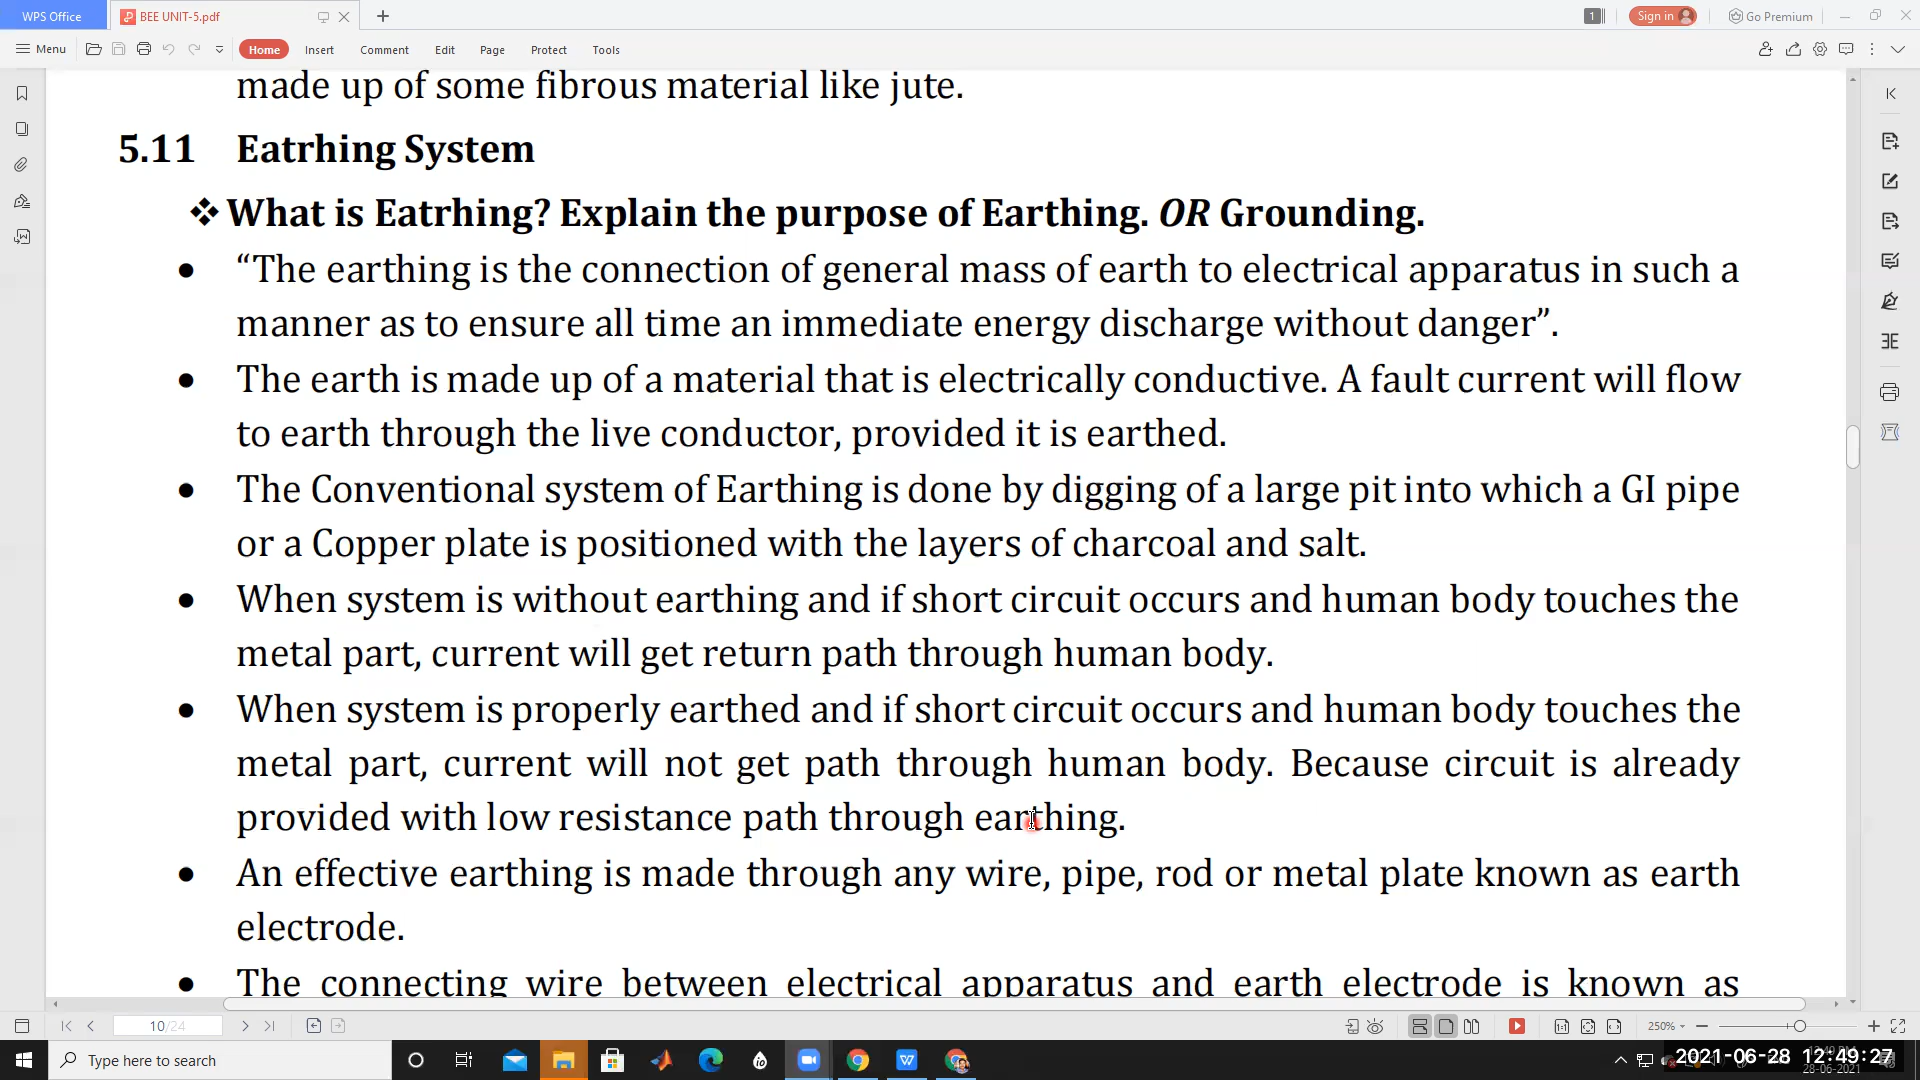 WPS Office
BEE UNIT-5.pdf
1
Sign in
Go Premium
Menu
Home
Insert
Comment
Edit
Page
Protect
Tools
made up of some fibrous material like jute.
5.11 Eatrhing System
❖ What is Eatrhing? Explain the purpose of Earthing. OR Grounding.
● “The earthing is the connection of general mass of earth to electrical apparatus in such a
manner as to ensure all time an immediate energy discharge without danger”.
● The earth is made up of a material that is electrically conductive. A fault current will flow
to earth through the live conductor, provided it is earthed.
● The Conventional system of Earthing is done by digging of a large pit into which a GI pipe
or a Copper plate is positioned with the layers of charcoal and salt.
● When system is without earthing and if short circuit occurs and human body touches the
metal part, current will get return path through human body.
● When system is properly earthed and if short circuit occurs and human body touches the
metal part, current will not get path through human body. Because circuit is already
provided with low resistance path through earthing.
● An effective earthing is made through any wire, pipe, rod or metal plate known as earth
electrode.
● The connecting wire between electrical apparatus and earth electrode is known as
10/24
250%
Type here to search
2021-06-28 12:49:27
28-06-2021